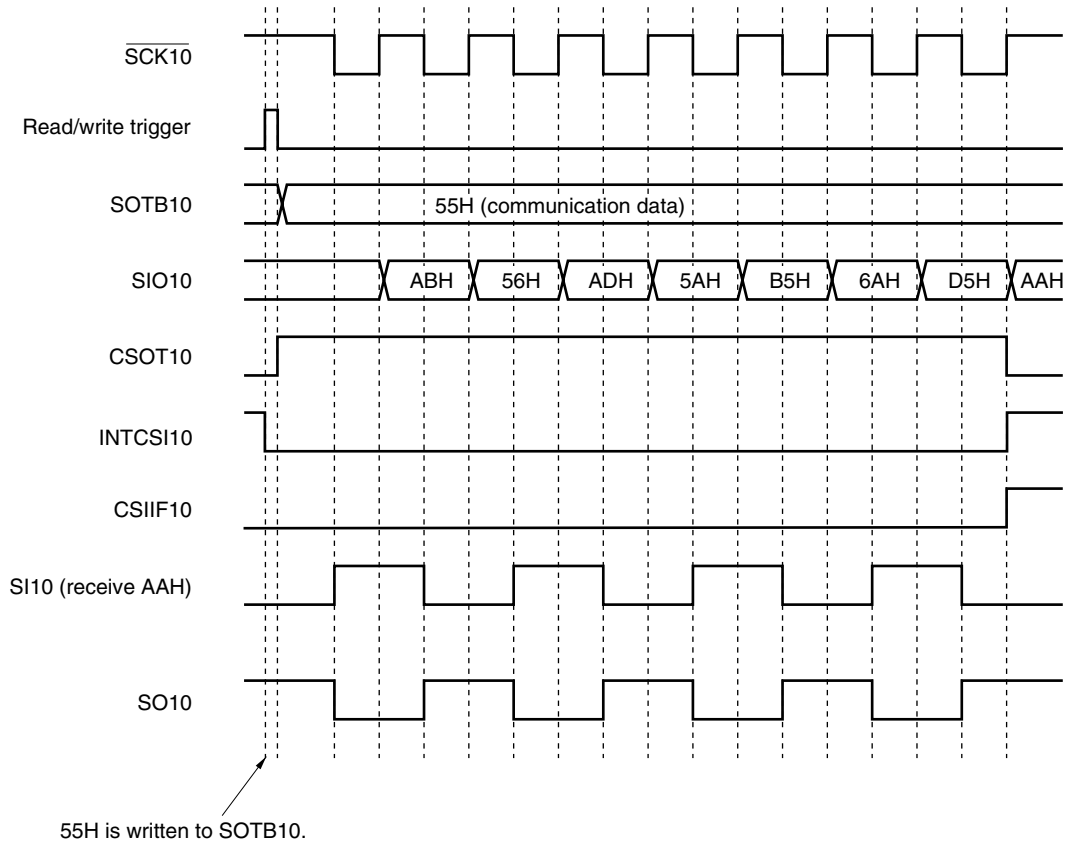 SCK10
Read/write trigger
SOTB10
55H (communication data)
SIO10
ABH 56H ADH 5AH B5H 6AH D5H AAH
CSOT10
INTCSI10
CSIIF10
SI10 (receive AAH)
SO10
55H is written to SOTB10.